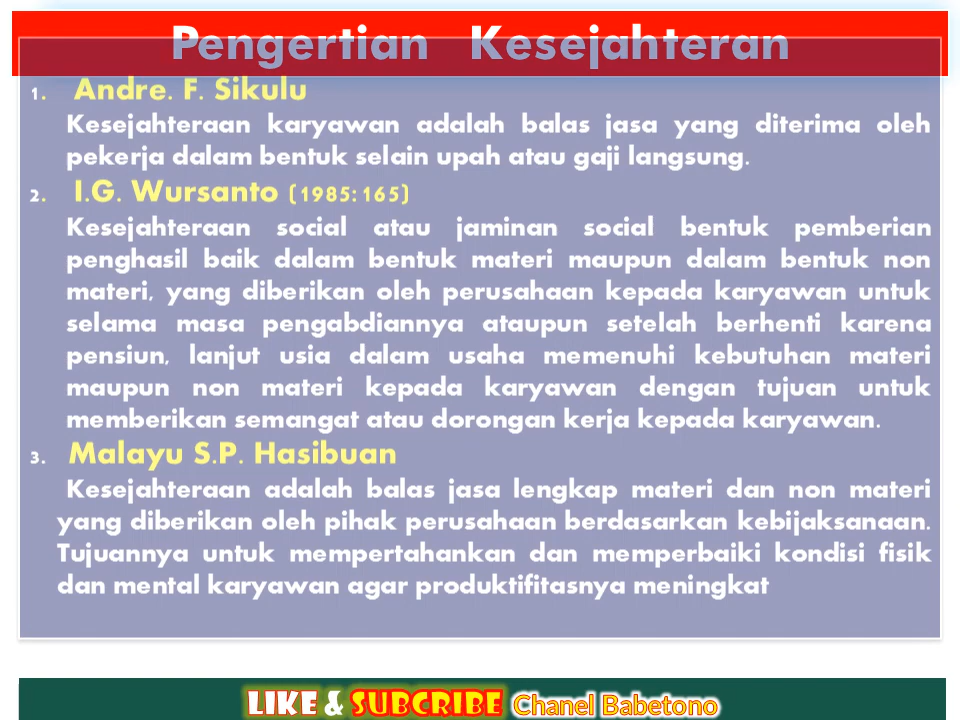 Pengertian Kesejahteran
1. Andre. F. Sikulu
Kesejahteraan karyawan adalah balas jasa yang diterima oleh
pekerja dalam bentuk selain upah atau gaji langsung.
2. I.G. Wursanto (1985:165)
Kesejahteraan social atau jaminan social bentuk pemberian
penghasil baik dalam bentuk materi maupun dalam bentuk non
materi, yang diberikan oleh perusahaan kepada karyawan untuk
selama masa pengabdiannya ataupun setelah berhenti karena
pensiun, lanjut usia dalam usaha memenuhi kebutuhan materi
maupun non materi kepada karyawan dengan tujuan untuk
memberikan semangat atau dorongan kerja kepada karyawan.
3. Malayu S.P. Hasibuan
Kesejahteraan adalah balas jasa lengkap materi dan non materi
yang diberikan oleh pihak perusahaan berdasarkan kebijaksanaan.
Tujuannya untuk mempertahankan dan memperbaiki kondisi fisik
dan mental karyawan agar produktifitasnya meningkat
LIKE & SUBCRIBE Chanel Babetono